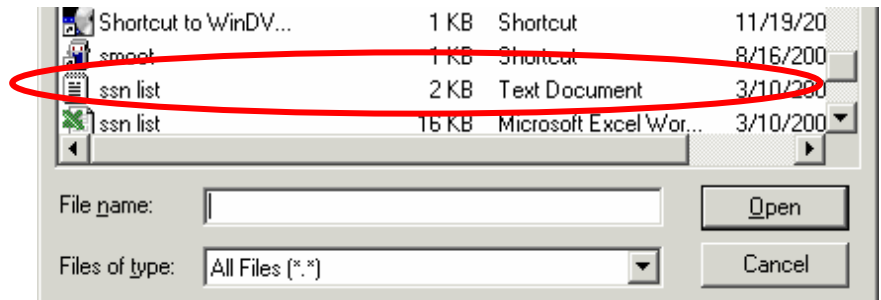 Shortcut to WinDV... 1 KB Shortcut 11/19/20
smoot 1 KB Shortcut 8/16/200
ssn list 2 KB Text Document 3/10/200
ssn list 16 KB Microsoft Excel Wor... 3/10/200
File name: Open
Files of type: All Files (*.*) Cancel